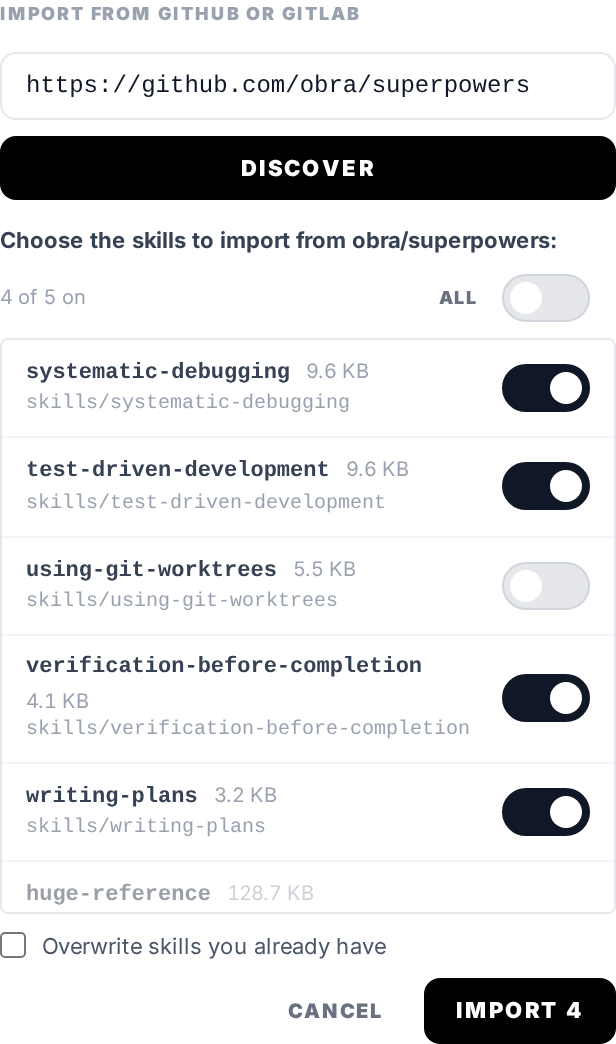 IMPORT FROM GITHUB OR GITLAB
https://github.com/obra/superpowers
DISCOVER
Choose the skills to import from obra/superpowers:
4 of 5 on ALL
systematic-debugging 9.6 KB
skills/systematic-debugging
test-driven-development 9.6 KB
skills/test-driven-development
using-git-worktrees 5.5 KB
skills/using-git-worktrees
verification-before-completion
4.1 KB
skills/verification-before-completion
writing-plans 3.2 KB
skills/writing-plans
huge-reference 128.7 KB
Overwrite skills you already have
CANCEL IMPORT 4